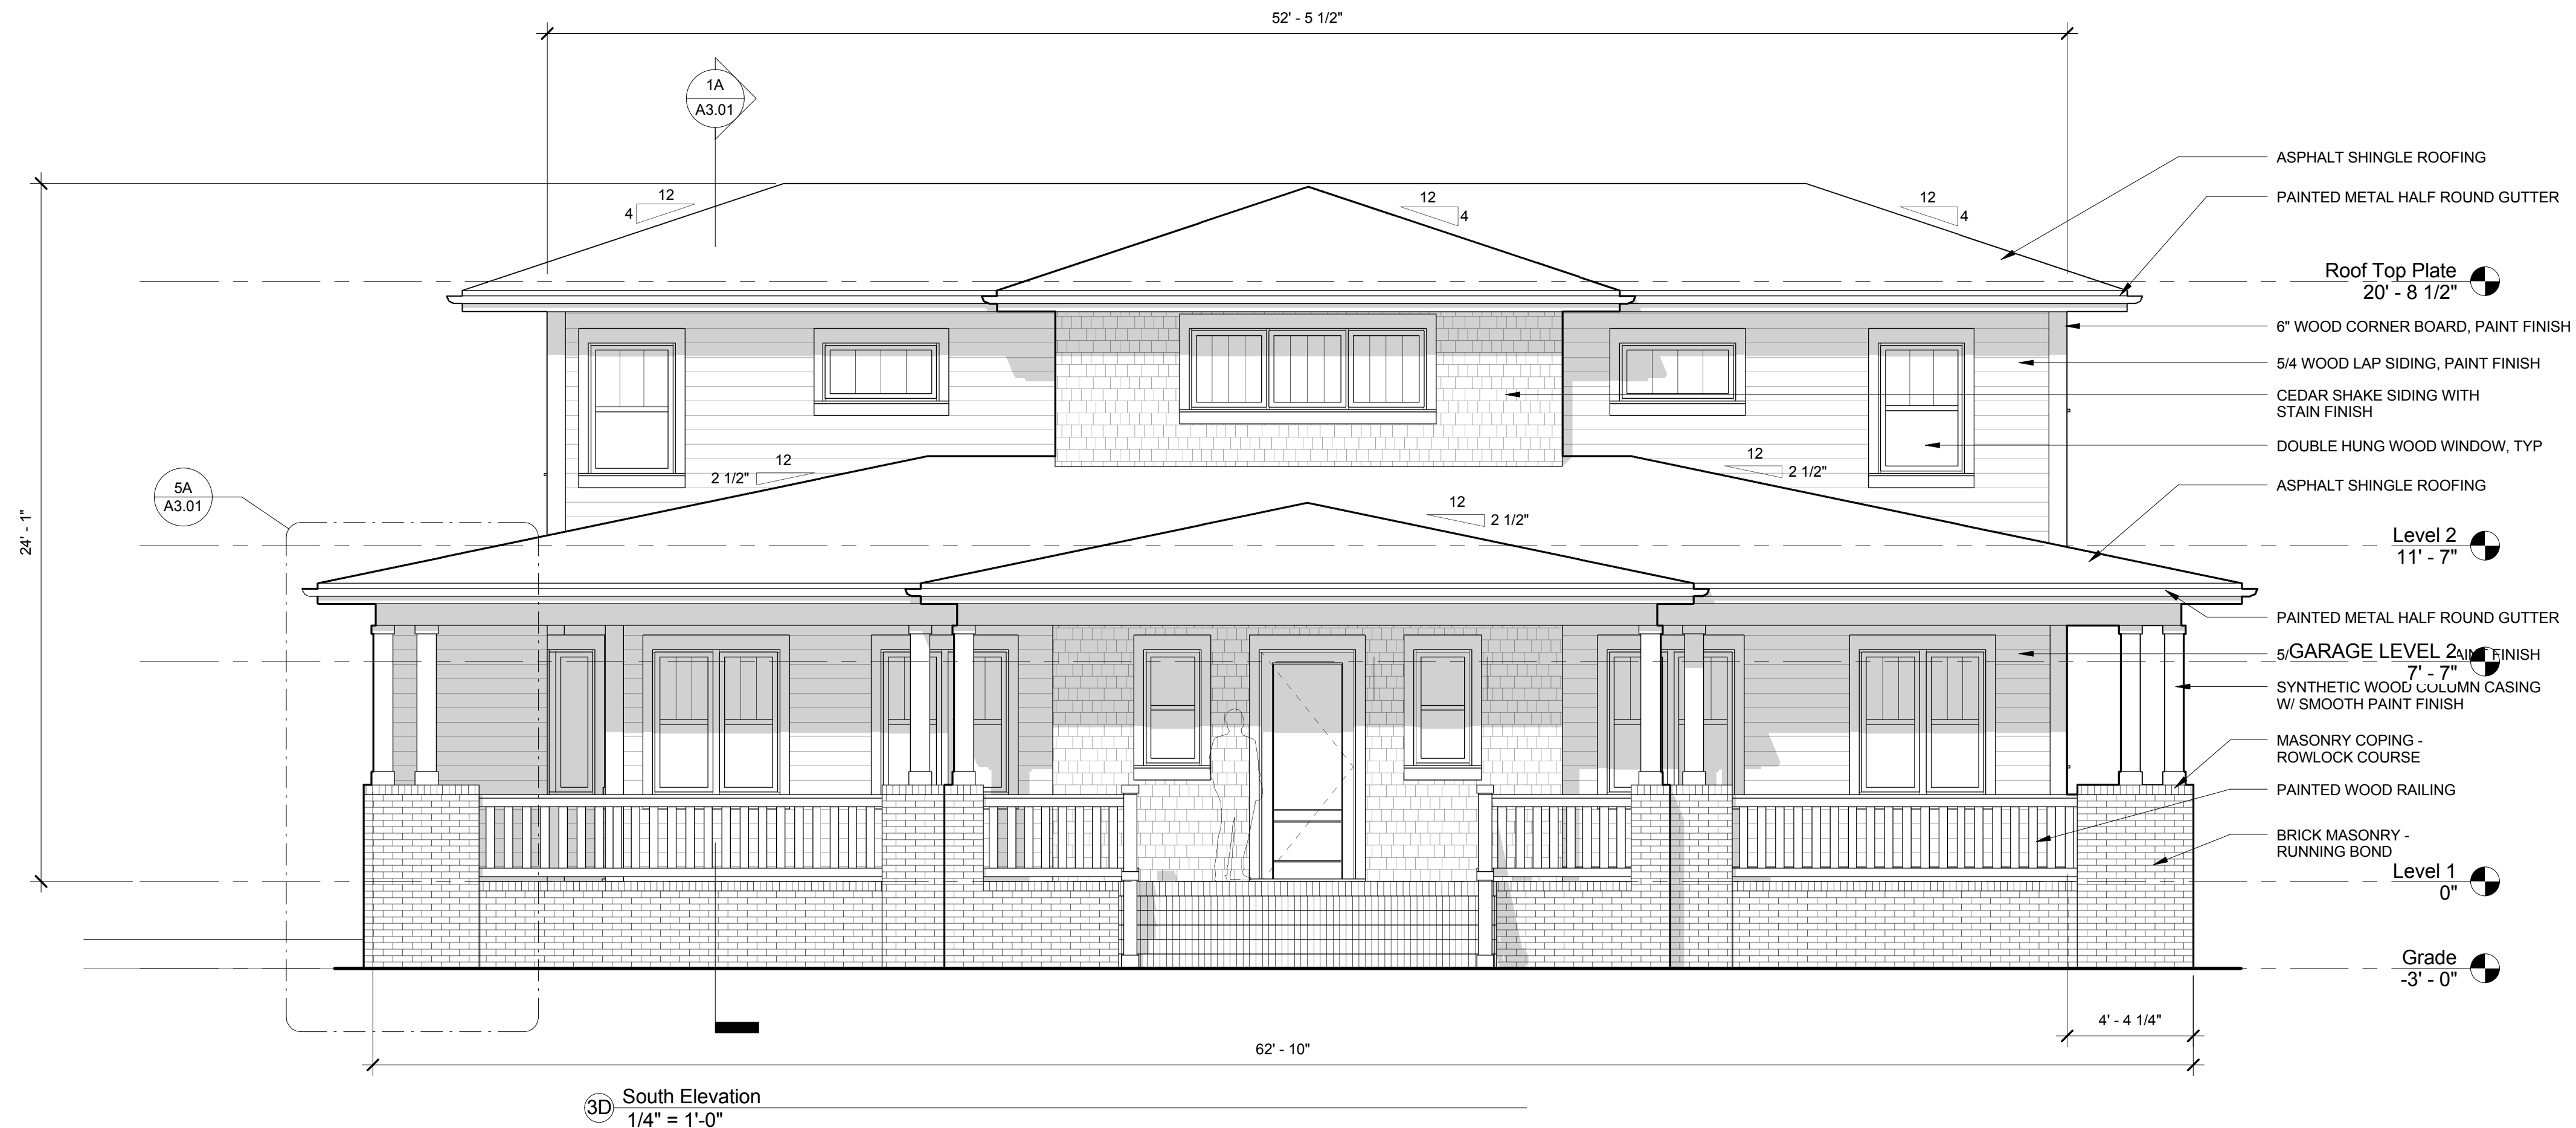 52' - 5 1/2"
1A
A3.01
12
4
12
4
12
4
ASPHALT SHINGLE ROOFING
PAINTED METAL HALF ROUND GUTTER
Roof Top Plate
20' - 8 1/2"
6" WOOD CORNER BOARD, PAINT FINISH
5/4 WOOD LAP SIDING, PAINT FINISH
CEDAR SHAKE SIDING WITH
STAIN FINISH
DOUBLE HUNG WOOD WINDOW, TYP
12
2 1/2"
12
2 1/2"
12
2 1/2"
5A
A3.01
24' - 1"
ASPHALT SHINGLE ROOFING
Level 2
11' - 7"
PAINTED METAL HALF ROUND GUTTER
5/ FINISH
GARAGE LEVEL 2
7' - 7"
SYNTHETIC WOOD COLUMN CASING
W/ SMOOTH PAINT FINISH
MASONRY COPING -
ROWLOCK COURSE
PAINTED WOOD RAILING
BRICK MASONRY -
RUNNING BOND
Level 1
0"
Grade
-3' - 0"
4' - 4 1/4"
62' - 10"
3D
South Elevation
1/4" = 1'-0"